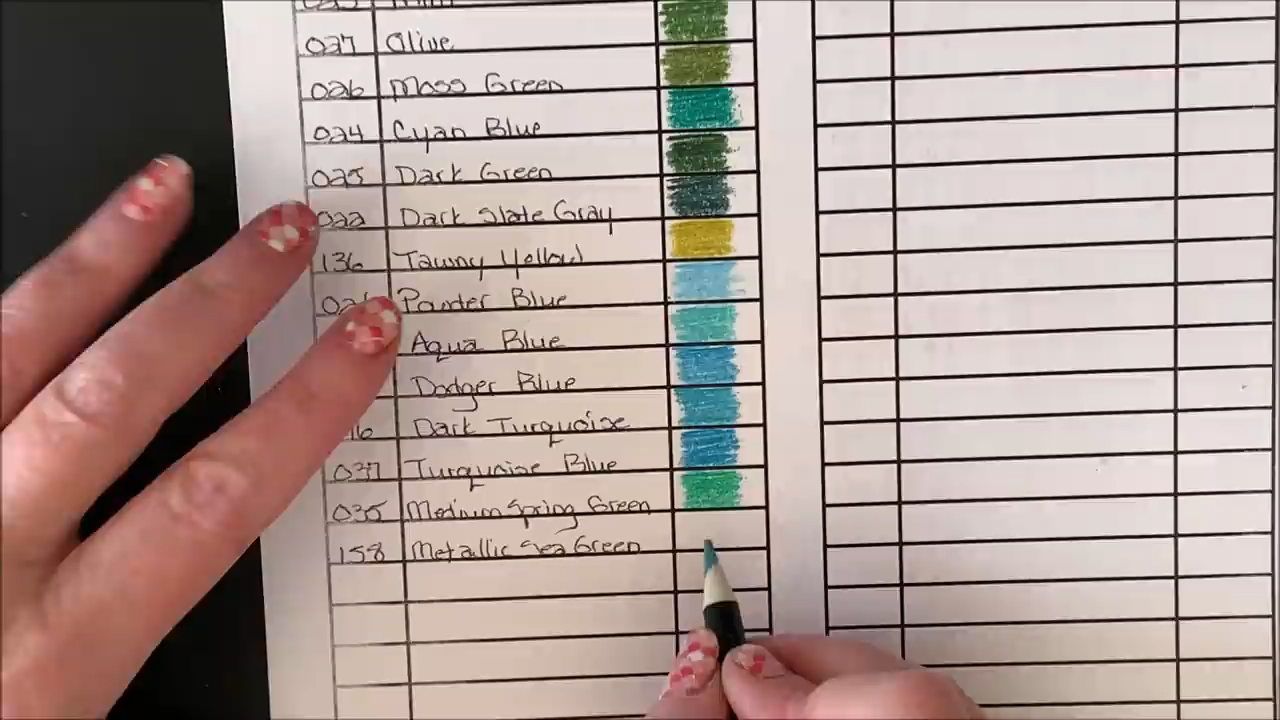 037 Olive
026 Moss Green
024 Cyan Blue
025 Dark Green
022 Dark Slate Gray
136 Tawny Yellow
Powder Blue
Aqua Blue
Dodger Blue
Dark Turquoise
037 Turquoise Blue
035 Medium Spring Green
158 Metallic Sea Green